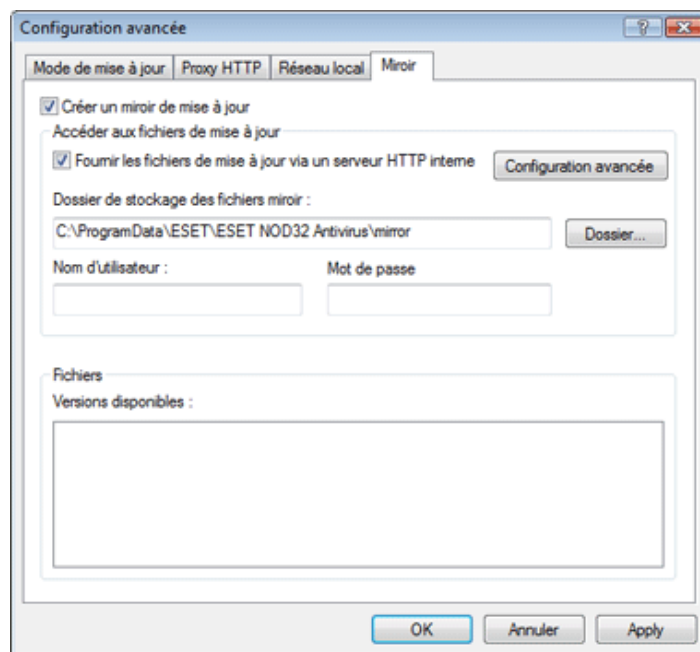 Configuration avancée
Mode de mise à jour Proxy HTTP Réseau local Miroir
Créer un miroir de mise à jour
Accéder aux fichiers de mise à jour
Fournir les fichiers de mise à jour via un serveur HTTP interne Configuration avancée
Dossier de stockage des fichiers miroir :
C:\ProgramData\ESET\ESET NOD32 Antivirus\mirror Dossier...
Nom d'utilisateur : Mot de passe
Fichiers
Versions disponibles :
OK Annuler Apply